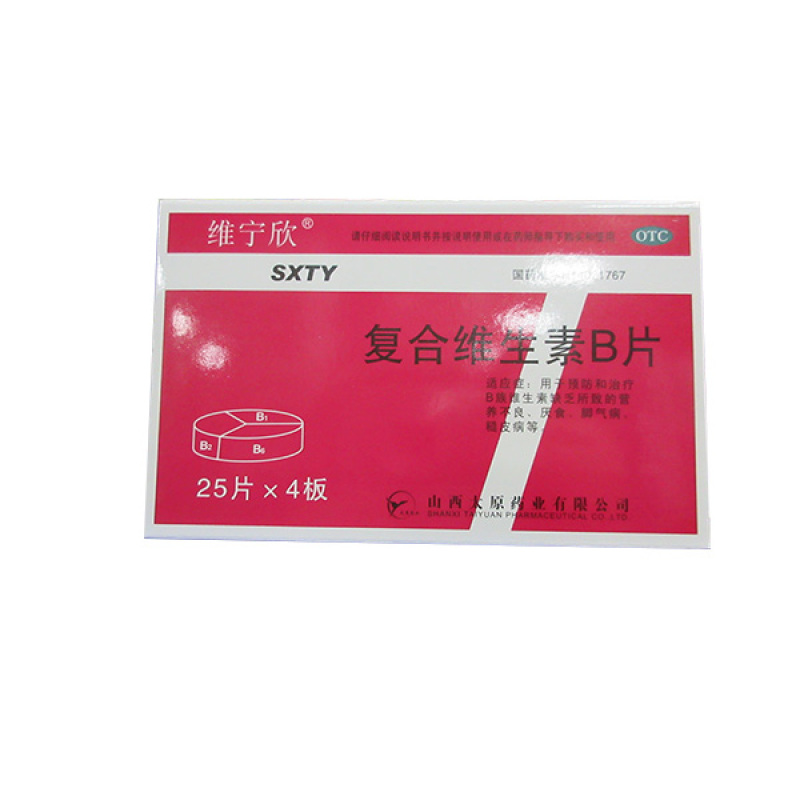 维宁欣®
请仔细阅读说明书并按说明使用或在药师指导下购买和使用
OTC
SXTY
国药准字 1767
复合维生素B片
适应症：用于预防和治疗
B族维生素缺乏所致的营
养不良、厌食、脚气病、
糙皮病等。
B₁
B₂
B₆
25片×4板
山西太原药业有限公司
SHANXI TAIYUAN PHARMACEUTICAL CO.,LTD.